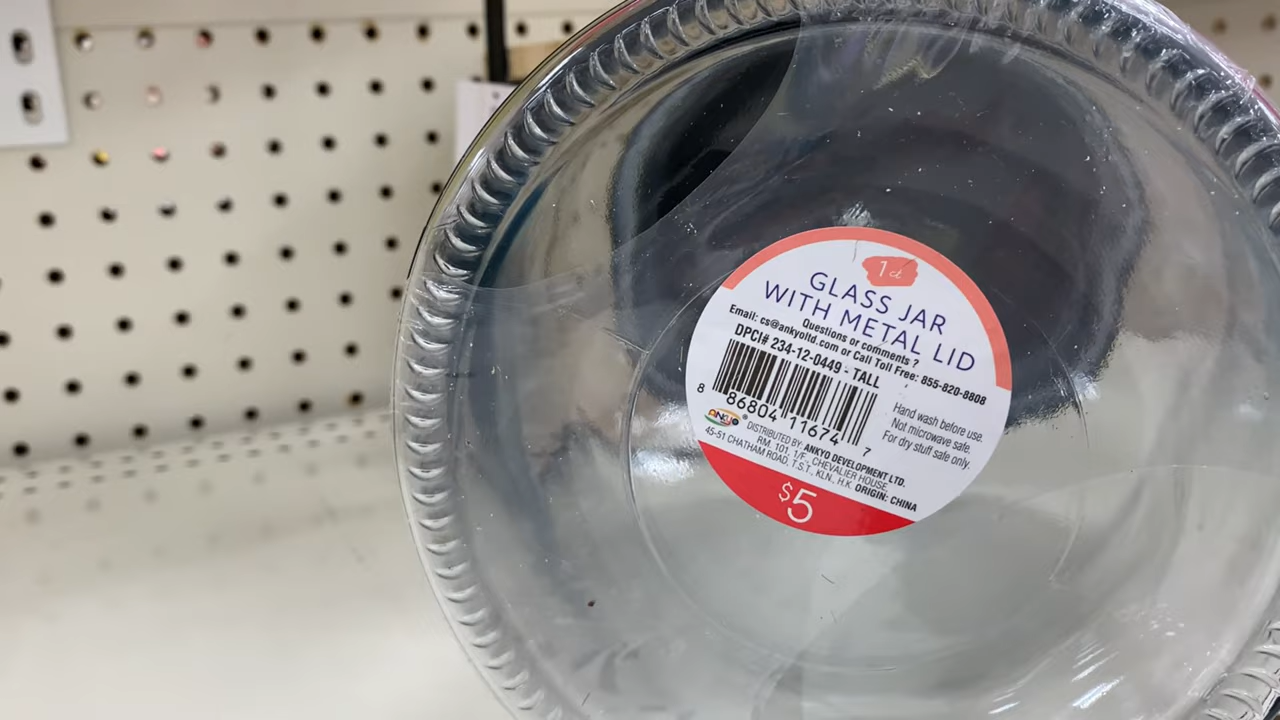 1 ct
GLASS JAR
WITH METAL LID
Questions or comments ?
Email: cs@ankyoltd.com or Call Toll Free: 855-820-8808
DPCI# 234-12-0449 - TALL
8 86804 11674 7
Hand wash before use.
Not microwave safe.
For dry stuff safe only.
ANKYO®
DISTRIBUTED BY: ANKYO DEVELOPMENT LTD.
RM. 101, 1/F., CHEVALIER HOUSE,
45-51 CHATHAM ROAD, T.S.T., KLN., H.K. ORIGIN: CHINA
$5